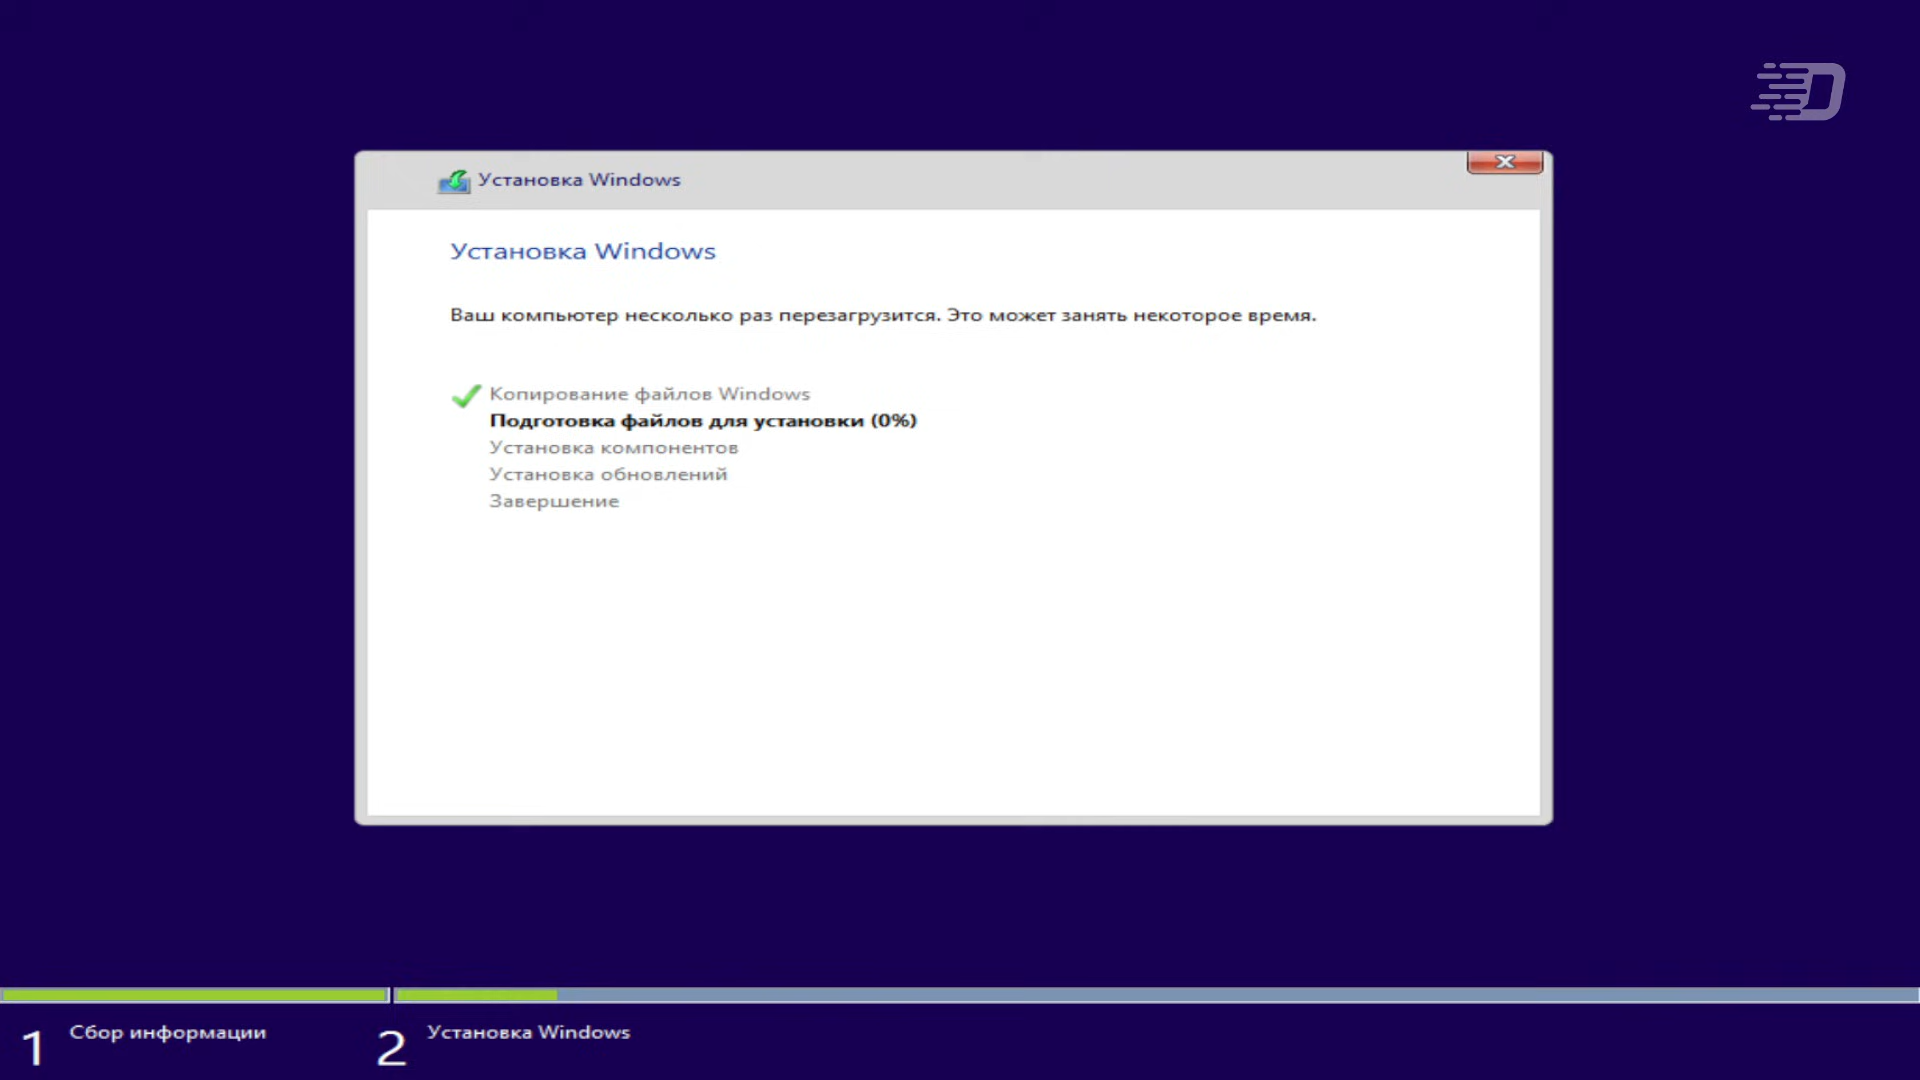 Установка Windows
Установка Windows
Ваш компьютер несколько раз перезагрузится. Это может занять некоторое время.
Копирование файлов Windows
Подготовка файлов для установки (0%)
Установка компонентов
Установка обновлений
Завершение
1 Сбор информации
2 Установка Windows